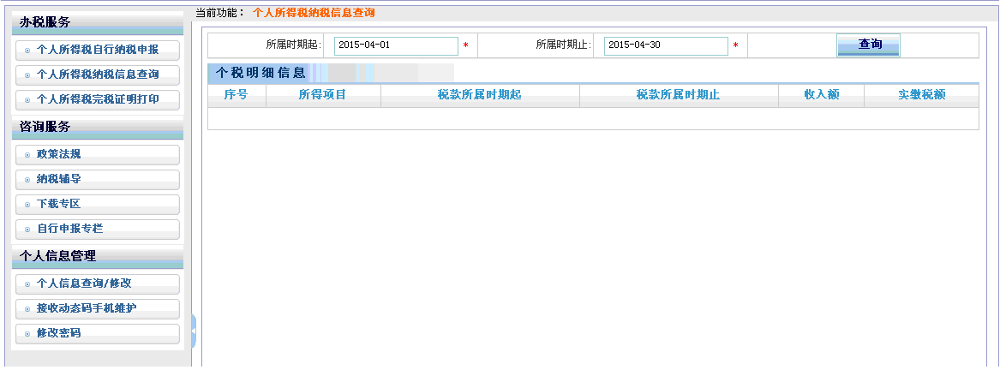 办税服务
个人所得税自行纳税申报
个人所得税纳税信息查询
个人所得税完税证明打印
咨询服务
政策法规
纳税辅导
下载专区
自行申报专栏
个人信息管理
个人信息查询/修改
接收动态码手机维护
修改密码
当前功能： 个人所得税纳税信息查询
所属时期起: 2015-04-01 * 所属时期止: 2015-04-30 * 查询
个税明细信息
序号 所得项目 税款所属时期起 税款所属时期止 收入额 实缴税额